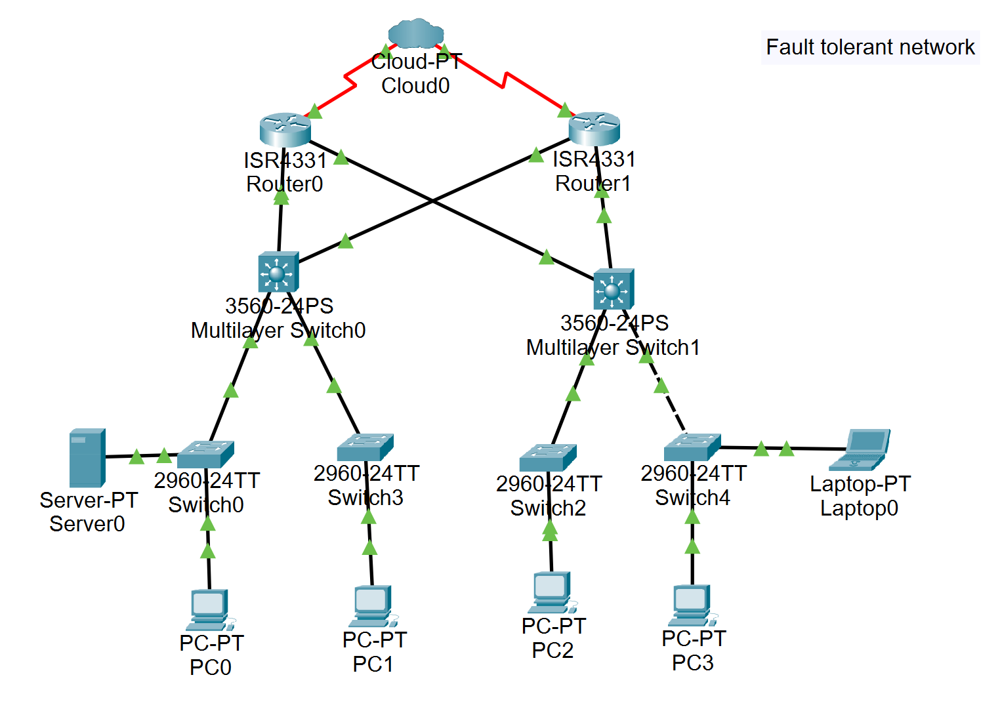 Fault tolerant network
Cloud-PT
Cloud0
ISR4331
Router0
ISR4331
Router1
3560-24PS
Multilayer Switch0
3560-24PS
Multilayer Switch1
Server-PT
Server0
2960-24TT
Switch0
2960-24TT
Switch3
2960-24TT
Switch2
2960-24TT
Switch4
Laptop-PT
Laptop0
PC-PT
PC0
PC-PT
PC1
PC-PT
PC2
PC-PT
PC3